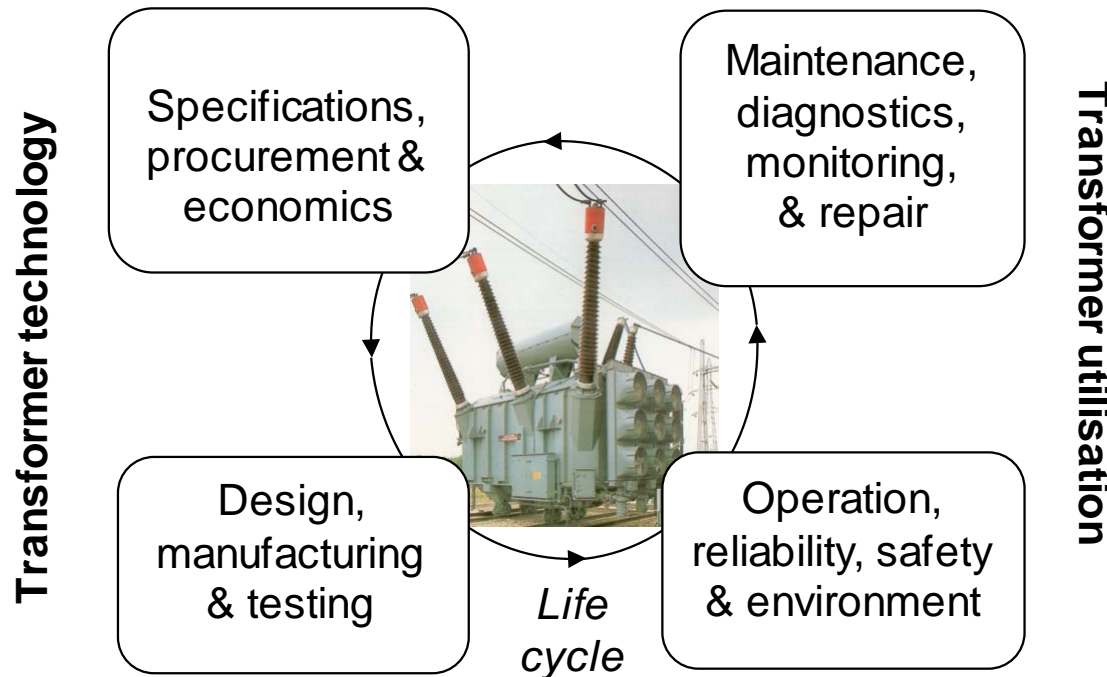 Transformer technology
Specifications,
procurement &
economics
Maintenance,
diagnostics,
monitoring,
& repair
Design,
manufacturing
& testing
Life
cycle
Operation,
reliability, safety
& environment
Transformer utilisation